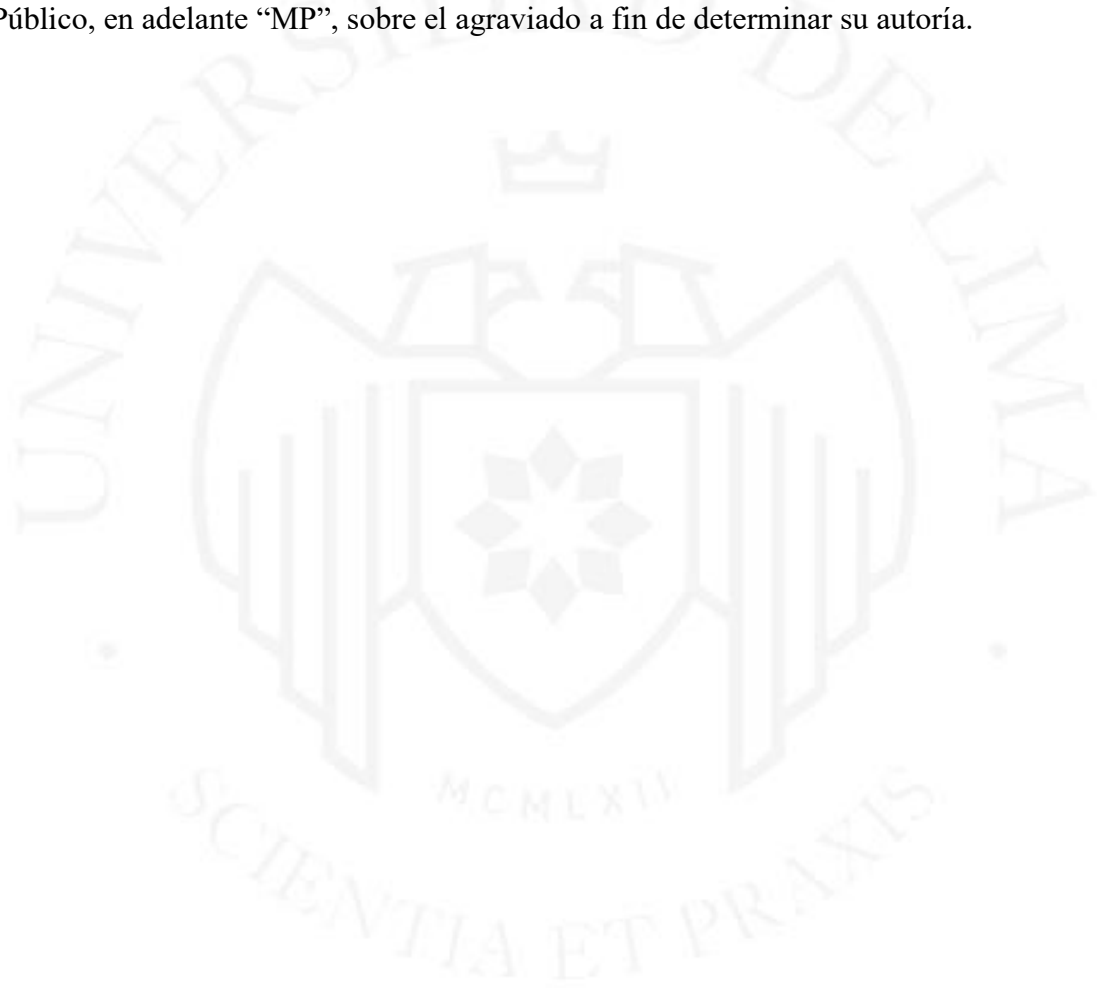 Público, en adelante “MP”, sobre el agraviado a fin de determinar su autoría.
UNIVERSIDAD DE LIMA
MCMLXII
SCIENTIA ET PRAXIS